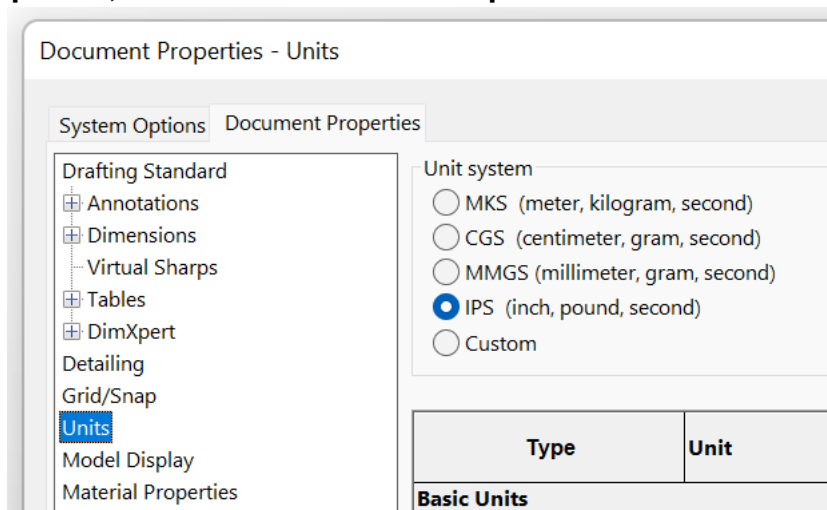 Document Properties - Units
System Options Document Properties
Drafting Standard
Annotations
Dimensions
Virtual Sharps
Tables
DimXpert
Detailing
Grid/Snap
Units
Model Display
Material Properties
Unit system
MKS (meter, kilogram, second)
CGS (centimeter, gram, second)
MMGS (millimeter, gram, second)
IPS (inch, pound, second)
Custom
Type Unit
Basic Units